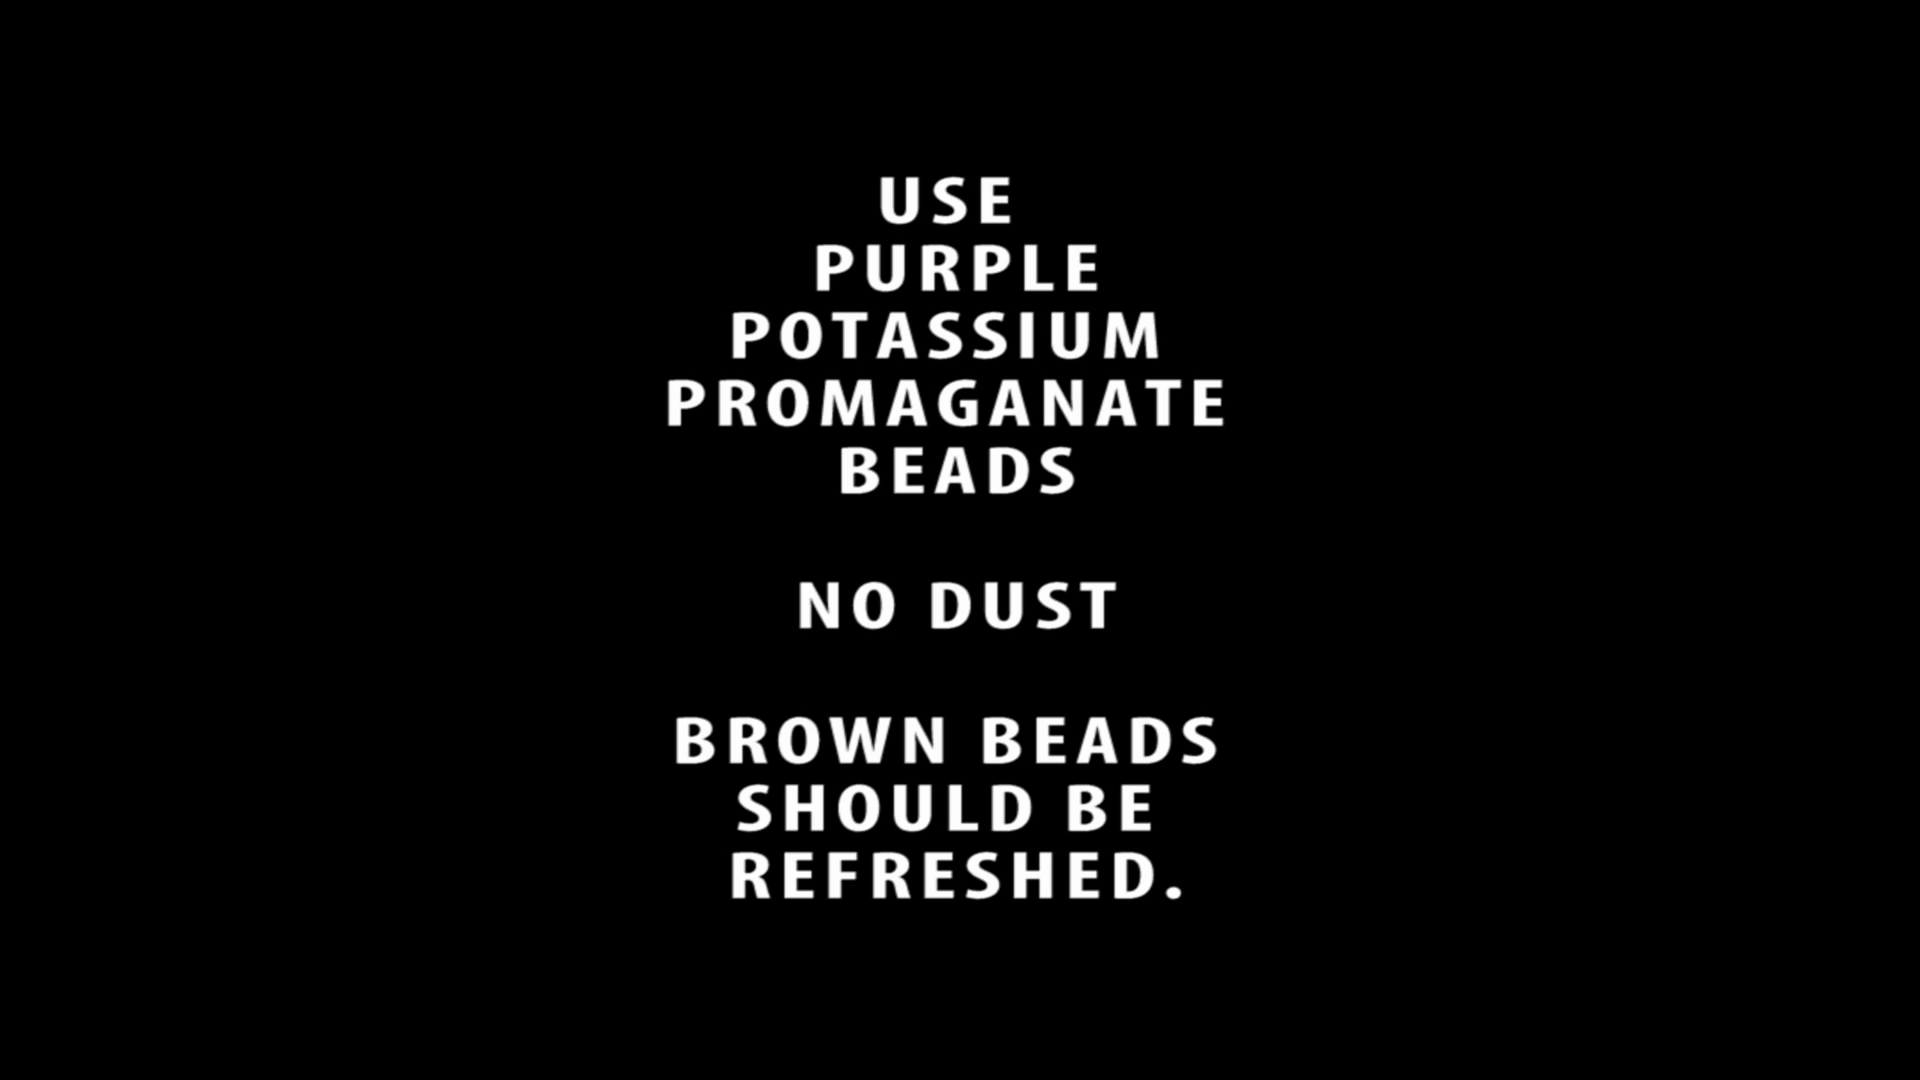 USE
PURPLE
POTASSIUM
PROMAGANATE
BEADS
NO DUST
BROWN BEADS
SHOULD BE
REFRESHED.